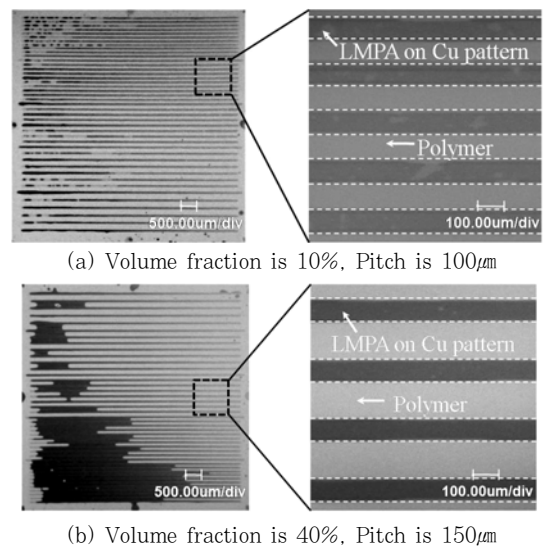 LMPA on Cu pattern
Polymer
500.00um/div
100.00um/div
(a) Volume fraction is 10%, Pitch is 100㎛
LMPA on Cu pattern
Polymer
500.00um/div
100.00um/div
(b) Volume fraction is 40%, Pitch is 150㎛